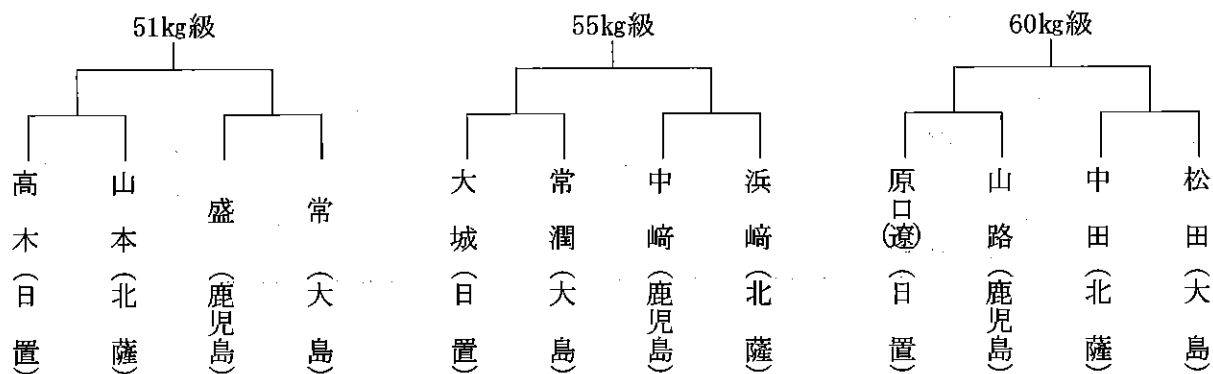 51kg級
高木(日置)
山本(北薩)
盛(鹿児島)
常(大島)
55kg級
大城(日置)
常潤(大島)
中﨑(鹿児島)
浜﨑(北薩)
60kg級
原口(遼)(日置)
山路(鹿児島)
中田(北薩)
松田(大島)